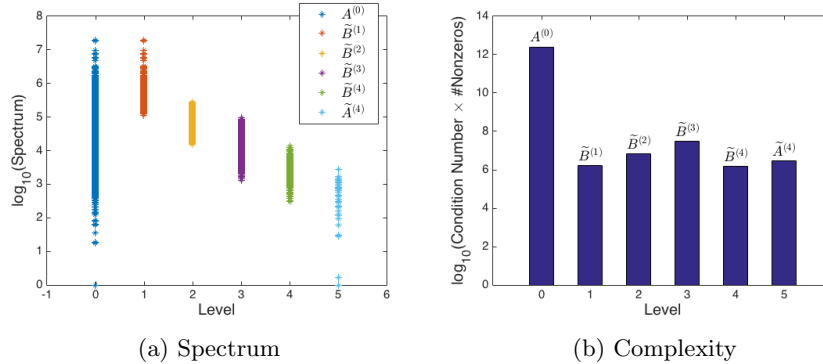 8
7
6
5
4
3
2
1
0
log₁₀(Spectrum)
-1 0 1 2 3 4 5 6
Level
A⁽⁰⁾
B̃⁽¹⁾
B̃⁽²⁾
B̃⁽³⁾
B̃⁽⁴⁾
Ã⁽⁴⁾
(a) Spectrum
14
12
10
8
6
4
2
0
log₁₀(Condition Number × #Nonzeros)
A⁽⁰⁾
B̃⁽¹⁾
B̃⁽²⁾
B̃⁽³⁾
B̃⁽⁴⁾
Ã⁽⁴⁾
0 1 2 3 4 5
Level
(b) Complexity